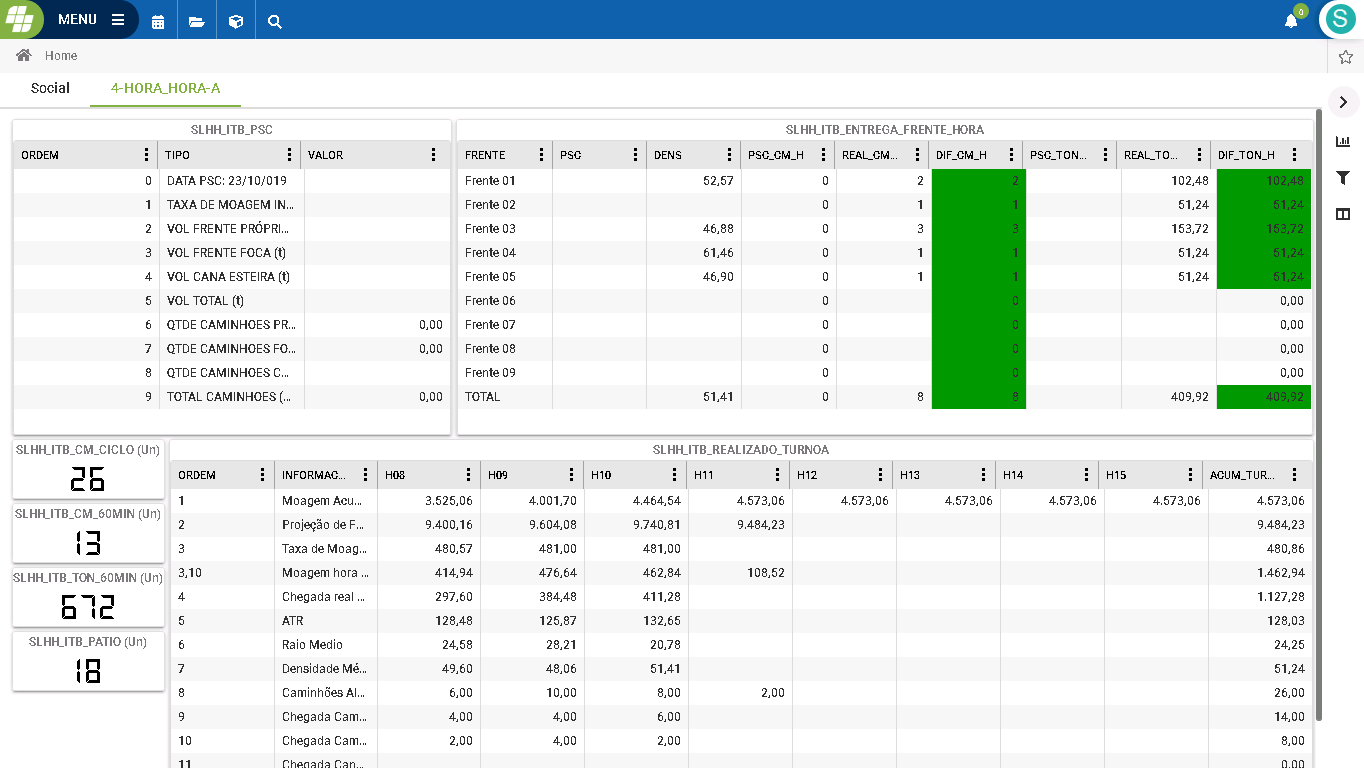 MENU
0
S
Home
Social 4-HORA_HORA-A
SLHH_ITB_PSC
ORDEM TIPO VALOR
0 DATA PSC: 23/10/019
1 TAXA DE MOAGEM IN...
2 VOL FRENTE PRÓPRI...
3 VOL FRENTE FOCA (t)
4 VOL CANA ESTEIRA (t)
5 VOL TOTAL (t)
6 QTDE CAMINHOES PR... 0,00
7 QTDE CAMINHOES FO... 0,00
8 QTDE CAMINHOES C...
9 TOTAL CAMINHOES (... 0,00
SLHH_ITB_ENTREGA_FRENTE_HORA
FRENTE PSC DENS PSC_CM_H REAL_CM... DIF_CM_H PSC_TON... REAL_TO... DIF_TON_H
Frente 01 52,57 0 2 2 102,48 102,48
Frente 02 0 1 1 51,24 51,24
Frente 03 46,88 0 3 3 153,72 153,72
Frente 04 61,46 0 1 1 51,24 51,24
Frente 05 46,90 0 1 1 51,24 51,24
Frente 06 0 0 0,00
Frente 07 0 0 0,00
Frente 08 0 0 0,00
Frente 09 0 0 0,00
TOTAL 51,41 0 8 8 409,92 409,92
SLHH_ITB_CM_CICLO (Un)
26
SLHH_ITB_CM_60MIN (Un)
13
SLHH_ITB_TON_60MIN (Un)
672
SLHH_ITB_PATIO (Un)
18
SLHH_ITB_REALIZADO_TURNOA
ORDEM INFORMAC... H08 H09 H10 H11 H12 H13 H14 H15 ACUM_TUR...
1 Moagem Acu... 3.525,06 4.001,70 4.464,54 4.573,06 4.573,06 4.573,06 4.573,06 4.573,06 4.573,06
2 Projeção de F... 9.400,16 9.604,08 9.740,81 9.484,23 9.484,23
3 Taxa de Moag... 480,57 481,00 481,00 480,86
3,10 Moagem hora ... 414,94 476,64 462,84 108,52 1.462,94
4 Chegada real ... 297,60 384,48 411,28 1.127,28
5 ATR 128,48 125,87 132,65 128,03
6 Raio Medio 24,58 28,21 20,78 24,25
7 Densidade Mé... 49,60 48,06 51,41 51,24
8 Caminhões Al... 6,00 10,00 8,00 2,00 26,00
9 Chegada Cam... 4,00 4,00 6,00 14,00
10 Chegada Cam... 2,00 4,00 2,00 8,00
11 Chegada Can... 0,00